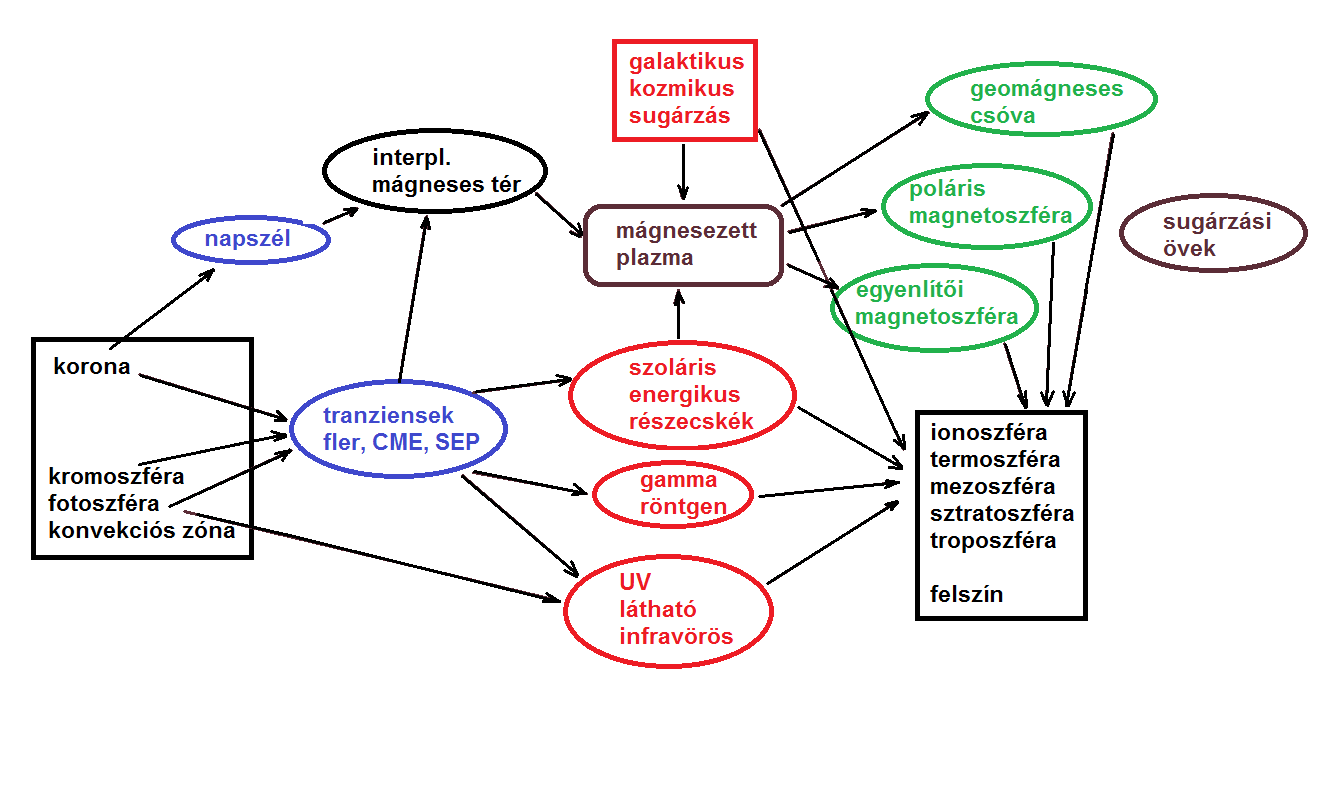 galaktikus
kozmikus
sugárzás
geomágneses
csóva
interpl.
mágneses tér
poláris
magnetoszféra
sugárzási
övek
napszél
mágnesezett
plazma
egyenlítői
magnetoszféra
korona
kromoszféra
fotoszféra
konvekciós zóna
tranziensek
fler, CME, SEP
szoláris
energikus
részecskék
gamma
röntgen
UV
látható
infravörös
ionoszféra
termoszféra
mezoszféra
sztratoszféra
troposzféra
felszín